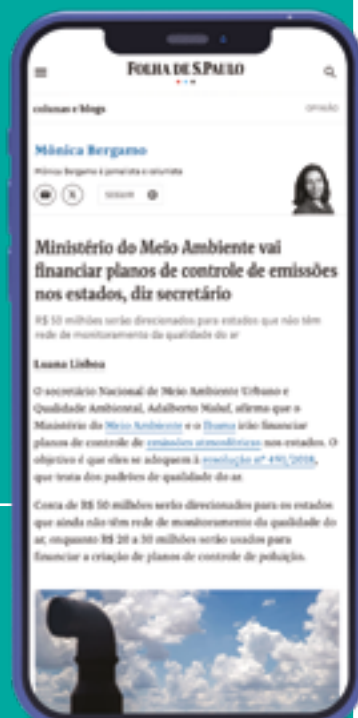 FOLHA DE S.PAULO
colunas e blogs
OPINIÃO
Mônica Bergamo
Mônica Bergamo é jornalista e colunista
SEGUIR
Ministério do Meio Ambiente vai
financiar planos de controle de emissões
nos estados, diz secretário
R$ 50 milhões serão direcionados para estados que não têm
rede de monitoramento da qualidade do ar
Luana Lisboa
O secretário Nacional de Meio Ambiente Urbano e
Qualidade Ambiental, Adalberto Maluf, afirma que o
Ministério do Meio Ambiente e o Ibama irão financiar
planos de controle de emissões atmosféricas nos estados. O
objetivo é que eles se adequem à resolução nº 491/2018,
que trata dos padrões de qualidade do ar.
Cerca de R$ 50 milhões serão direcionados para os estados
que ainda não têm rede de monitoramento da qualidade do
ar, enquanto R$ 20 a 30 milhões serão usados para
financiar a criação de planos de controle de poluição.